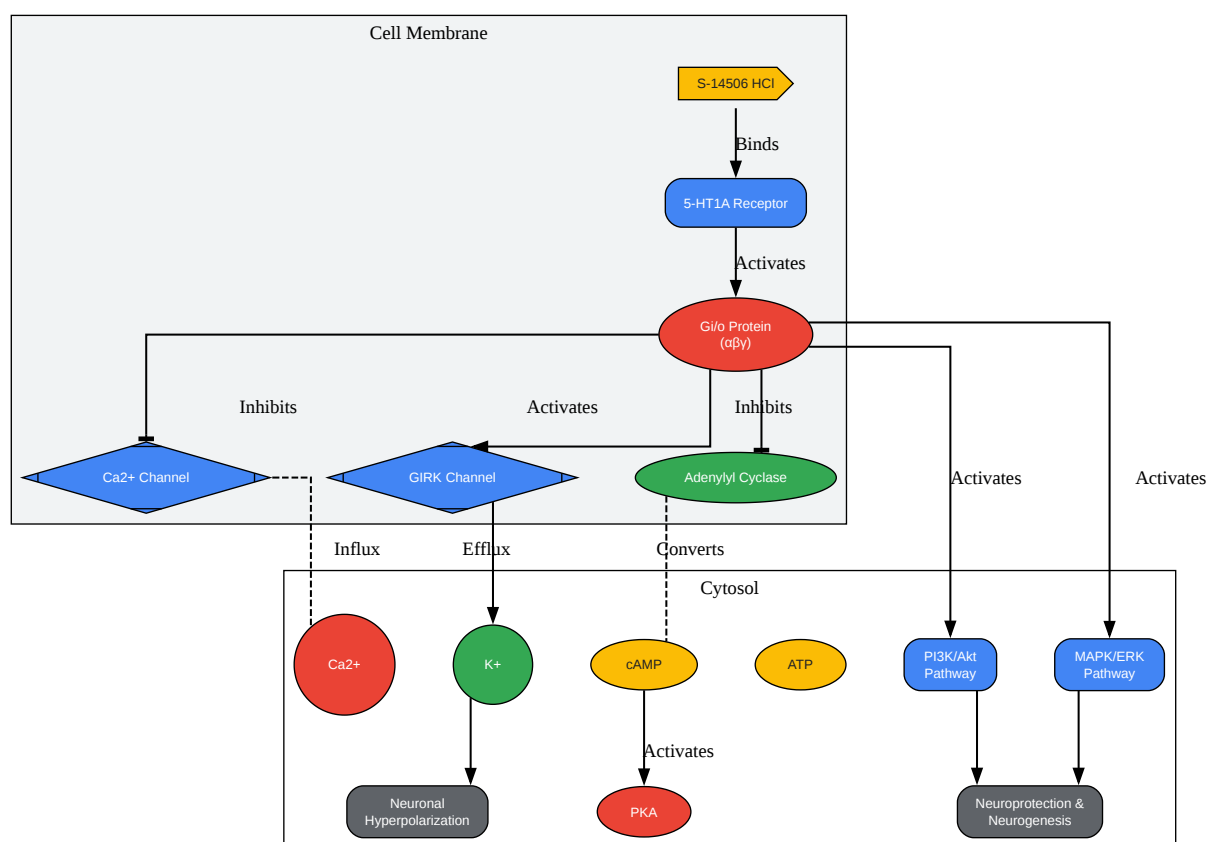 Cell Membrane
S-14506 HCl
Binds
5-HT1A Receptor
Activates
Gi/o Protein
(αβγ)
Inhibits
Activates
Inhibits
Ca2+ Channel
GIRK Channel
Adenylyl Cyclase
Activates
Activates
Influx
Efflux
Converts
Cytosol
Ca2+
K+
cAMP
ATP
PI3K/Akt
Pathway
MAPK/ERK
Pathway
Activates
Neuronal
Hyperpolarization
PKA
Neuroprotection &
Neurogenesis